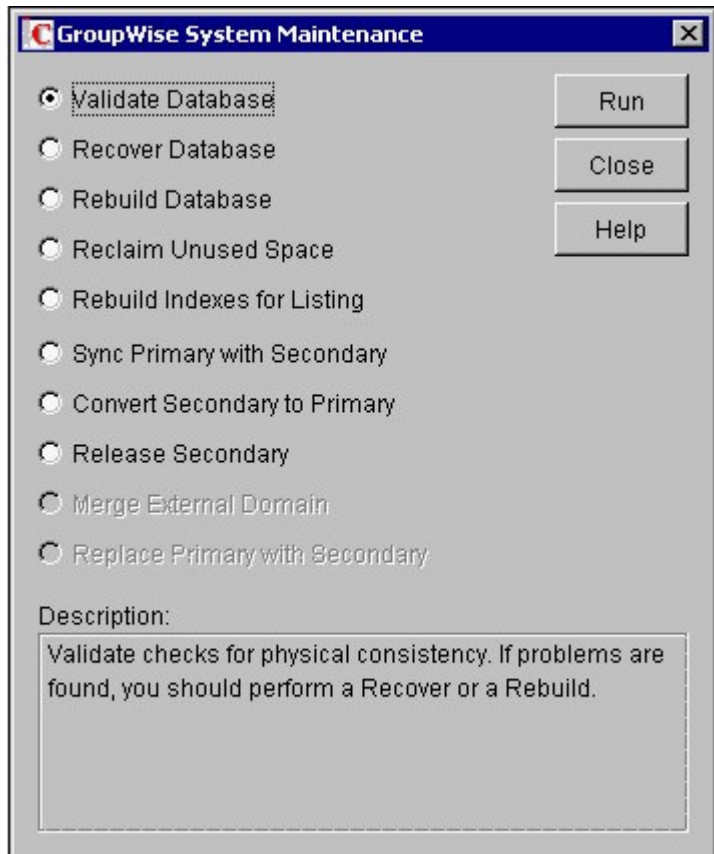 GroupWise System Maintenance
Validate Database
Recover Database
Rebuild Database
Reclaim Unused Space
Rebuild Indexes for Listing
Sync Primary with Secondary
Convert Secondary to Primary
Release Secondary
Merge External Domain
Replace Primary with Secondary
Run
Close
Help
Description:
Validate checks for physical consistency. If problems are
found, you should perform a Recover or a Rebuild.